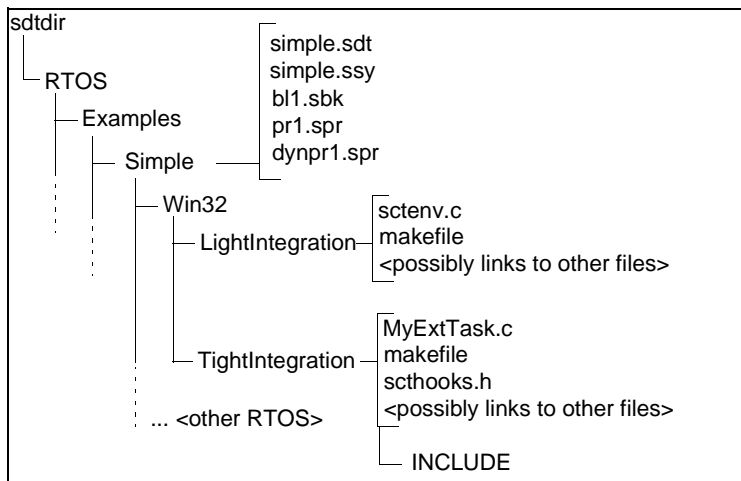 sdtdir
simple.sdt
simple.ssy
bl1.sbk
pr1.spr
dynpr1.spr
RTOS
Examples
Simple
Win32
LightIntegration
sctenv.c
makefile
<possibly links to other files>
TightIntegration
MyExtTask.c
makefile
scthooks.h
<possibly links to other files>
... <other RTOS>
INCLUDE